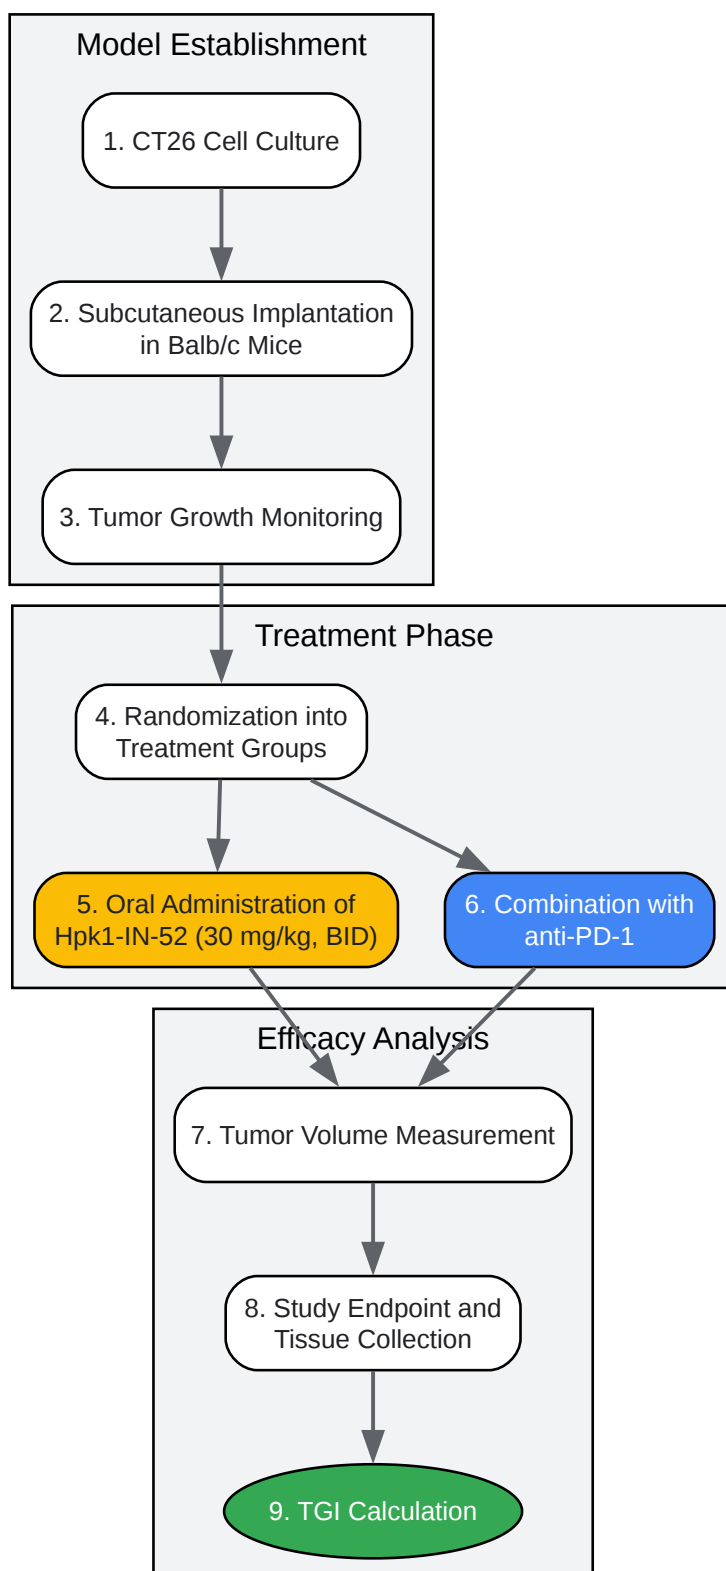 Model Establishment
1. CT26 Cell Culture
2. Subcutaneous Implantation
in Balb/c Mice
3. Tumor Growth Monitoring
Treatment Phase
4. Randomization into
Treatment Groups
5. Oral Administration of
Hpk1-IN-52 (30 mg/kg, BID)
6. Combination with
anti-PD-1
Efficacy Analysis
7. Tumor Volume Measurement
8. Study Endpoint and
Tissue Collection
9. TGI Calculation